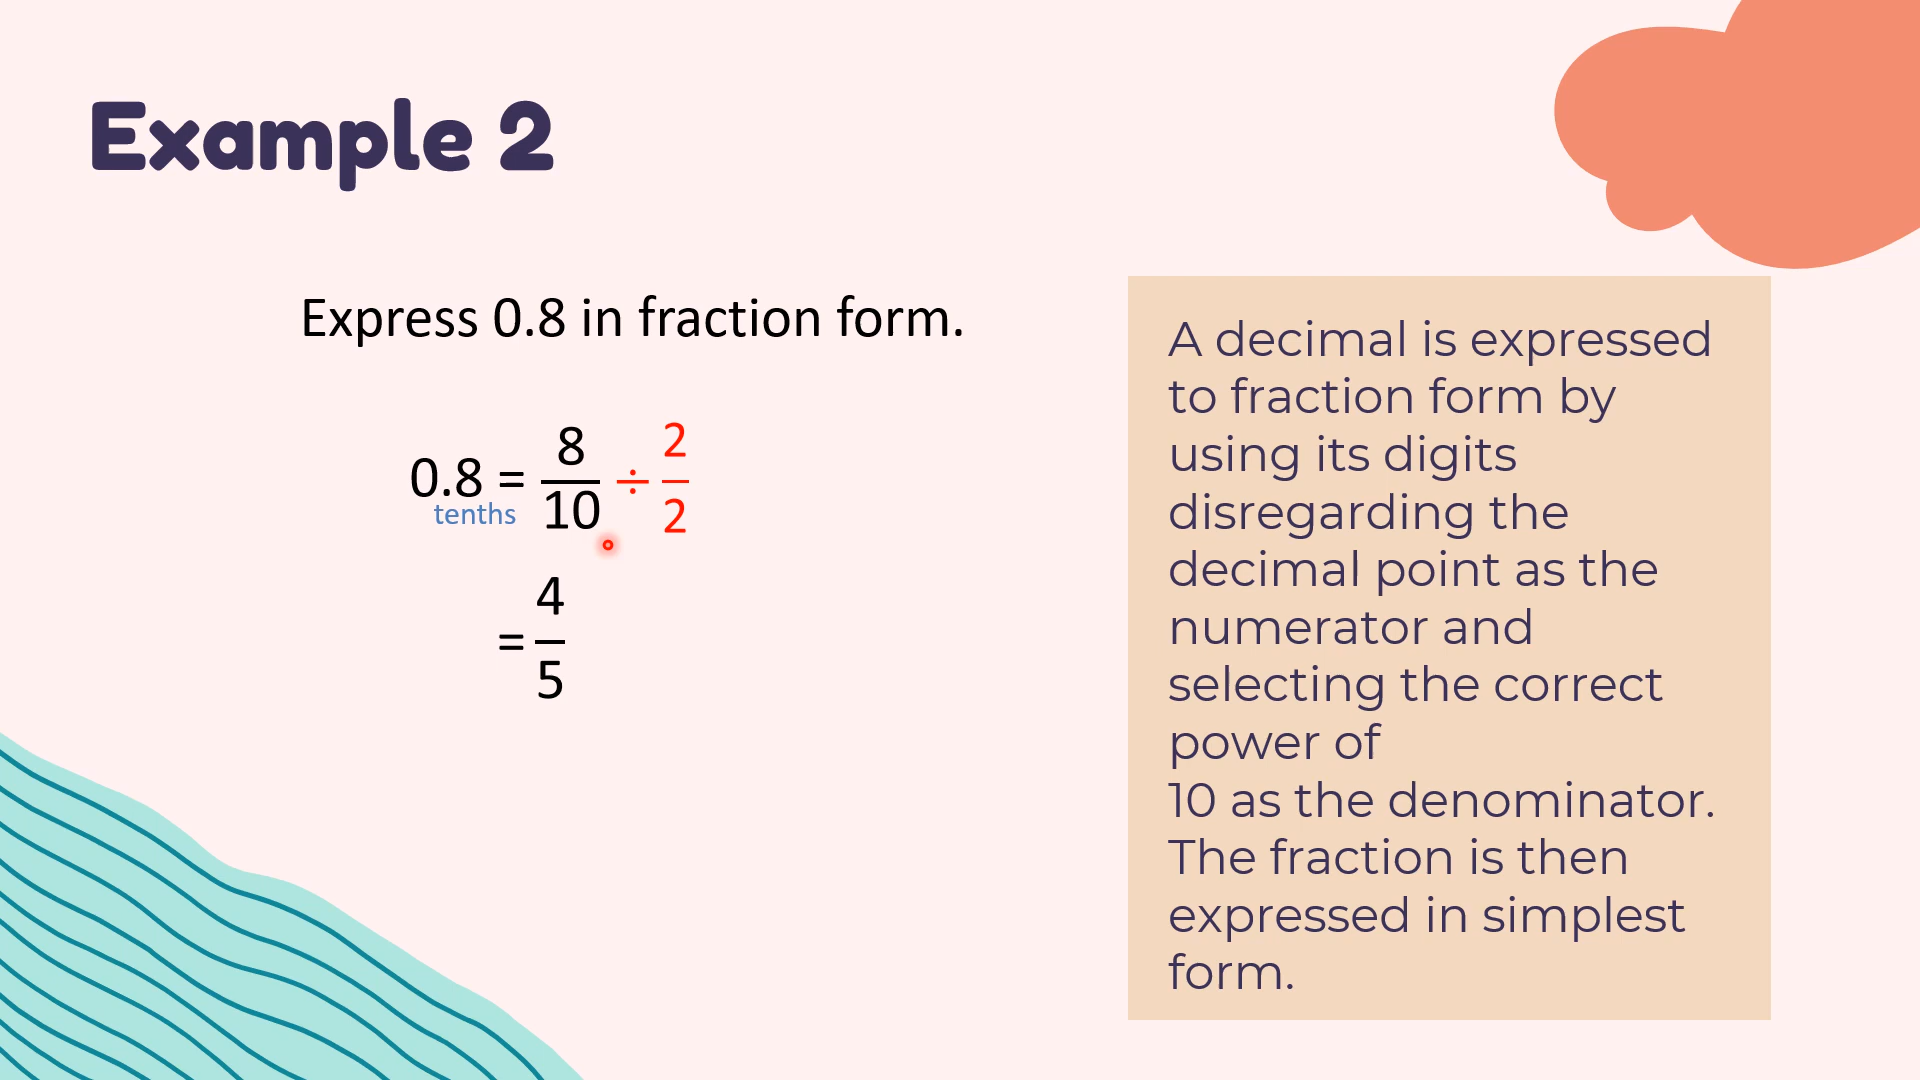 Example 2
Express 0.8 in fraction form.
0.8 = 8/10 ÷ 2/2
tenths
= 4/5
A decimal is expressed
to fraction form by
using its digits
disregarding the
decimal point as the
numerator and
selecting the correct
power of
10 as the denominator.
The fraction is then
expressed in simplest
form.